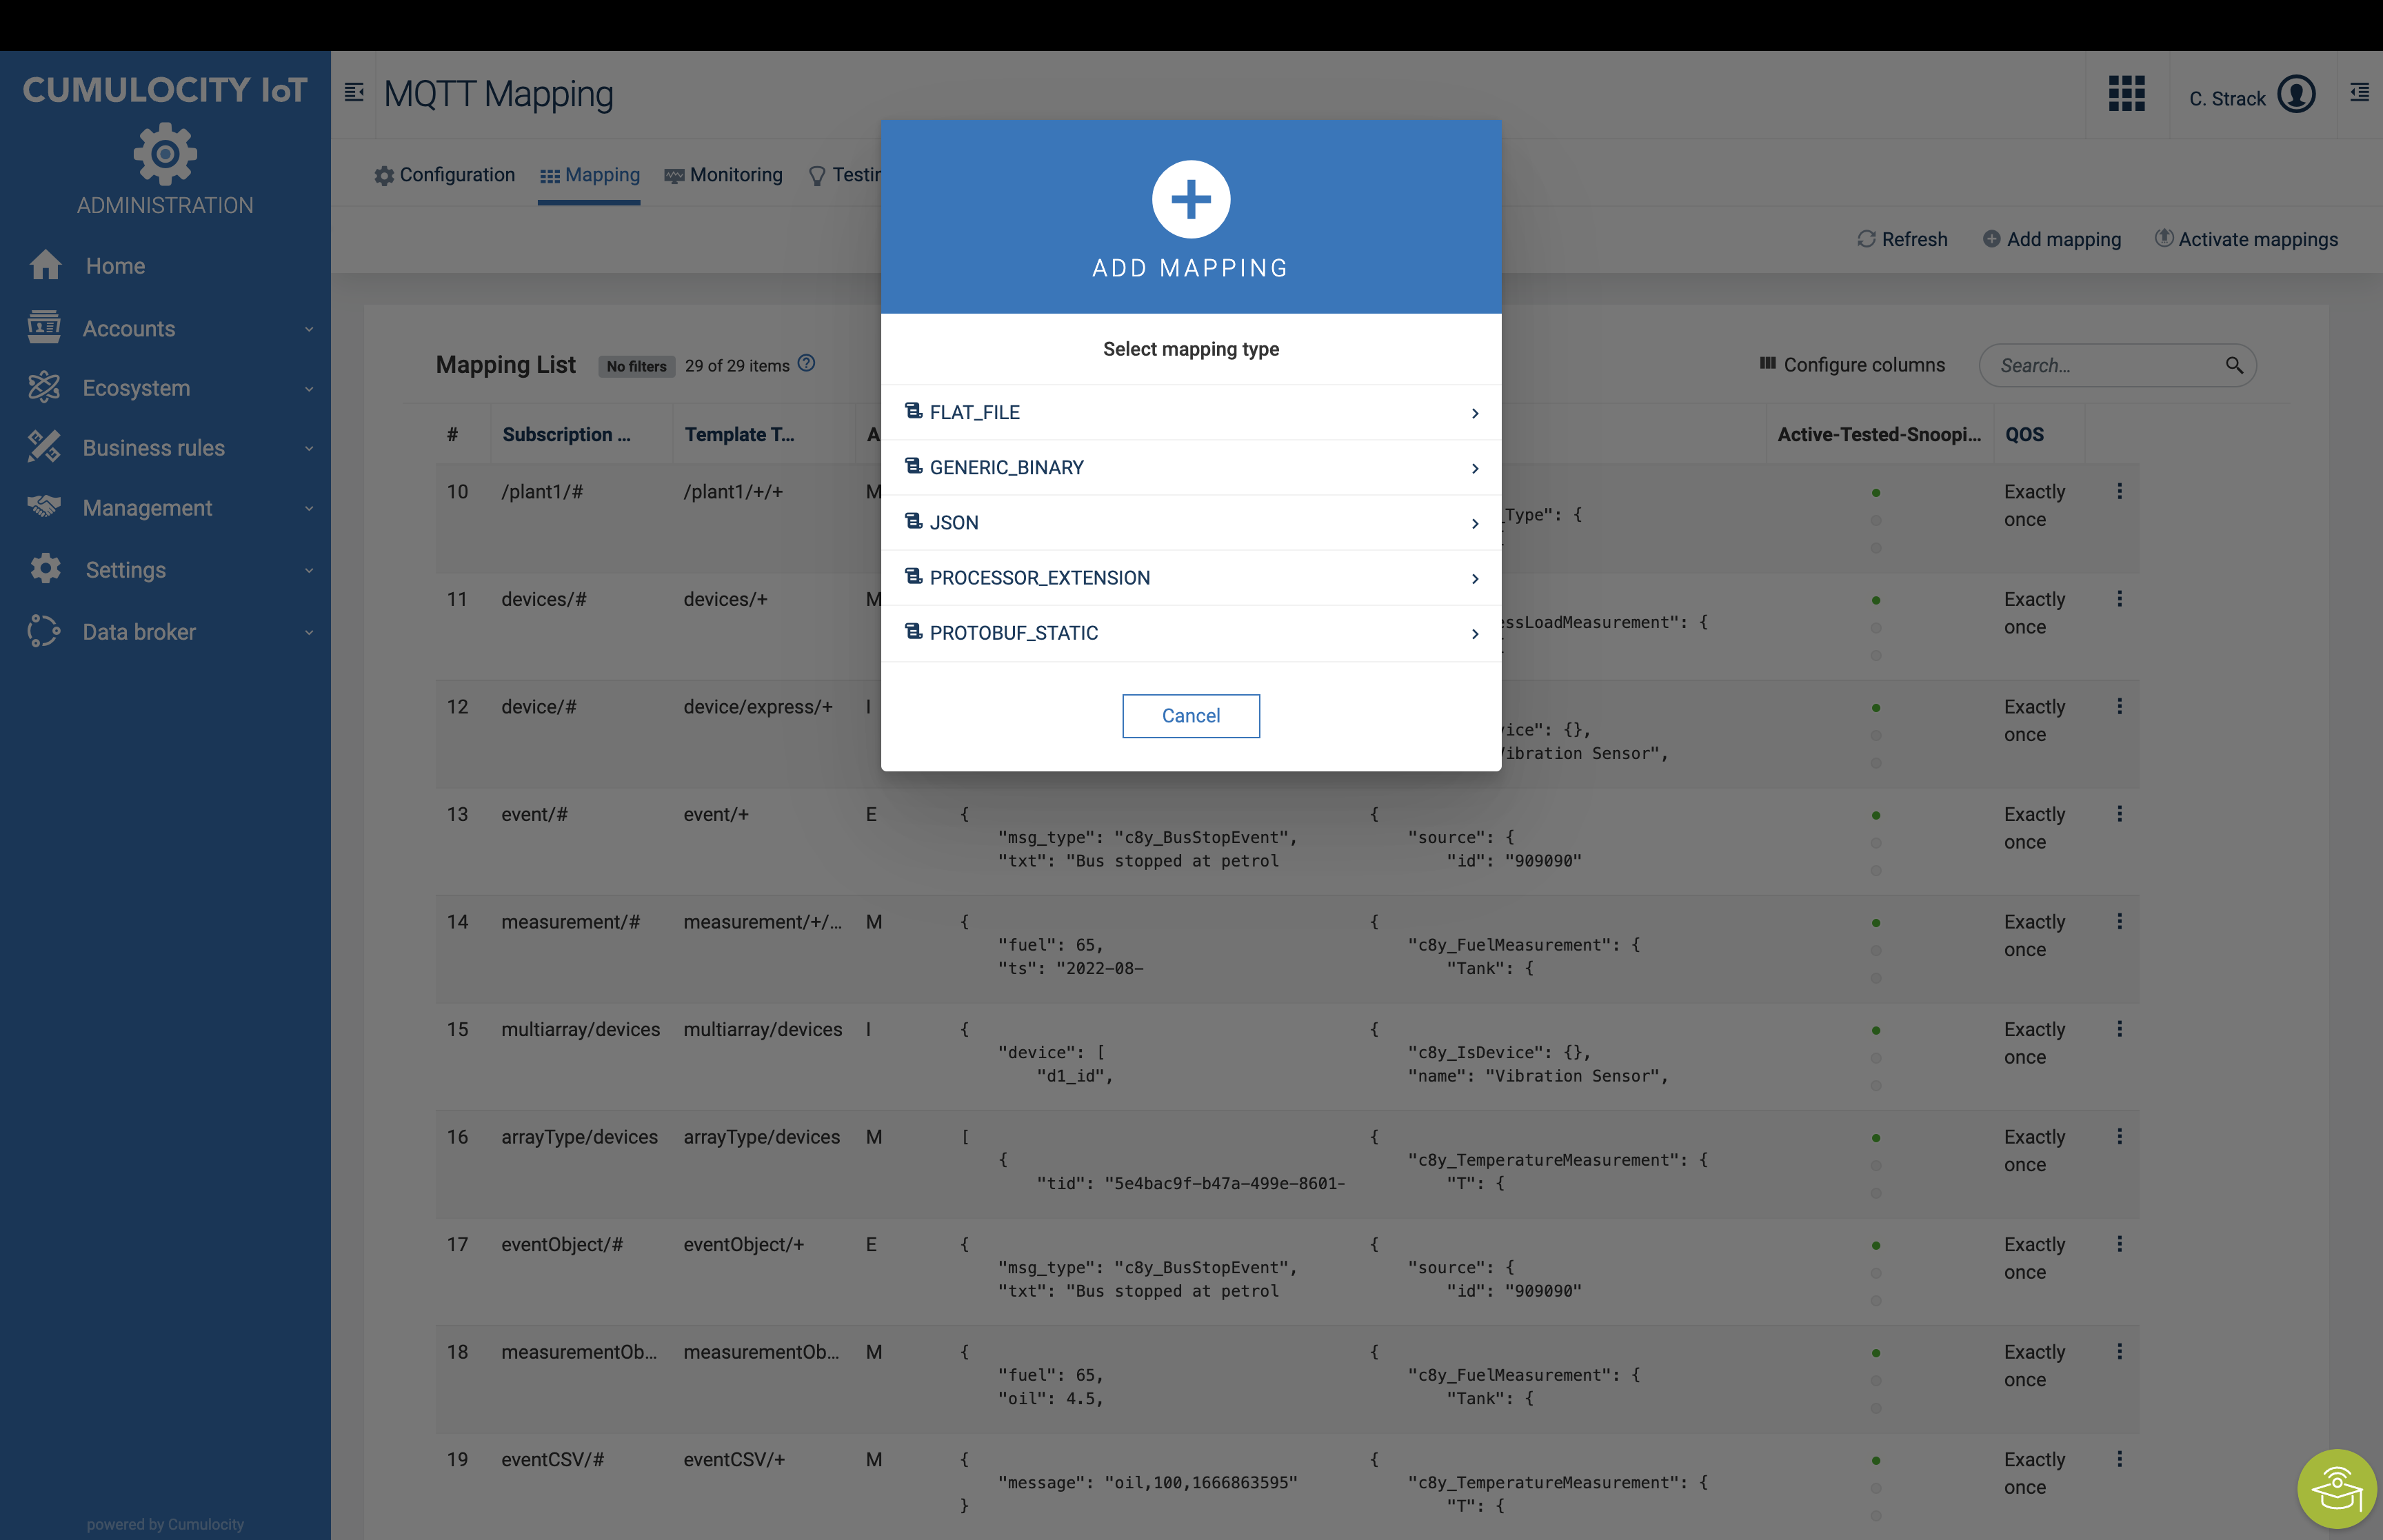 CUMULOCITY IoT
ADMINISTRATION
Home
Accounts
Ecosystem
Business rules
Management
Settings
Data broker
powered by Cumulocity
MQTT Mapping
C. Strack
Configuration
Mapping
Monitoring
Testin
Refresh
Add mapping
Activate mappings
ADD MAPPING
Select mapping type
FLAT_FILE
GENERIC_BINARY
JSON
PROCESSOR_EXTENSION
PROTOBUF_STATIC
Cancel
Mapping List No filters 29 of 29 items
Configure columns
Search...
# Subscription ... Template T... A Active-Tested-Snoopi... QOS
10 /plant1/# /plant1/+/+ M Exactly
_Type": {
once
11 devices/# devices/+ M Exactly
essLoadMeasurement": {
once
12 device/# device/express/+ I Exactly
vice": {},
once
Vibration Sensor",
13 event/# event/+ E { { Exactly
"msg_type": "c8y_BusStopEvent", "source": {
once
"txt": "Bus stopped at petrol "id": "909090"
14 measurement/# measurement/+/... M { { Exactly
"fuel": 65, "c8y_FuelMeasurement": {
once
"ts": "2022-08- "Tank": {
15 multiarray/devices multiarray/devices I { { Exactly
"device": [ "c8y_IsDevice": {},
once
"d1_id", "name": "Vibration Sensor",
16 arrayType/devices arrayType/devices M [ { Exactly
{ "c8y_TemperatureMeasurement": {
once
"tid": "5e4bac9f-b47a-499e-8601- "T": {
17 eventObject/# eventObject/+ E { { Exactly
"msg_type": "c8y_BusStopEvent", "source": {
once
"txt": "Bus stopped at petrol "id": "909090"
18 measurementOb... measurementOb... M { { Exactly
"fuel": 65, "c8y_FuelMeasurement": {
once
"oil": 4.5, "Tank": {
19 eventCSV/# eventCSV/+ M { { Exactly
"message": "oil,100,1666863595" "c8y_TemperatureMeasurement": {
once
} "T": {